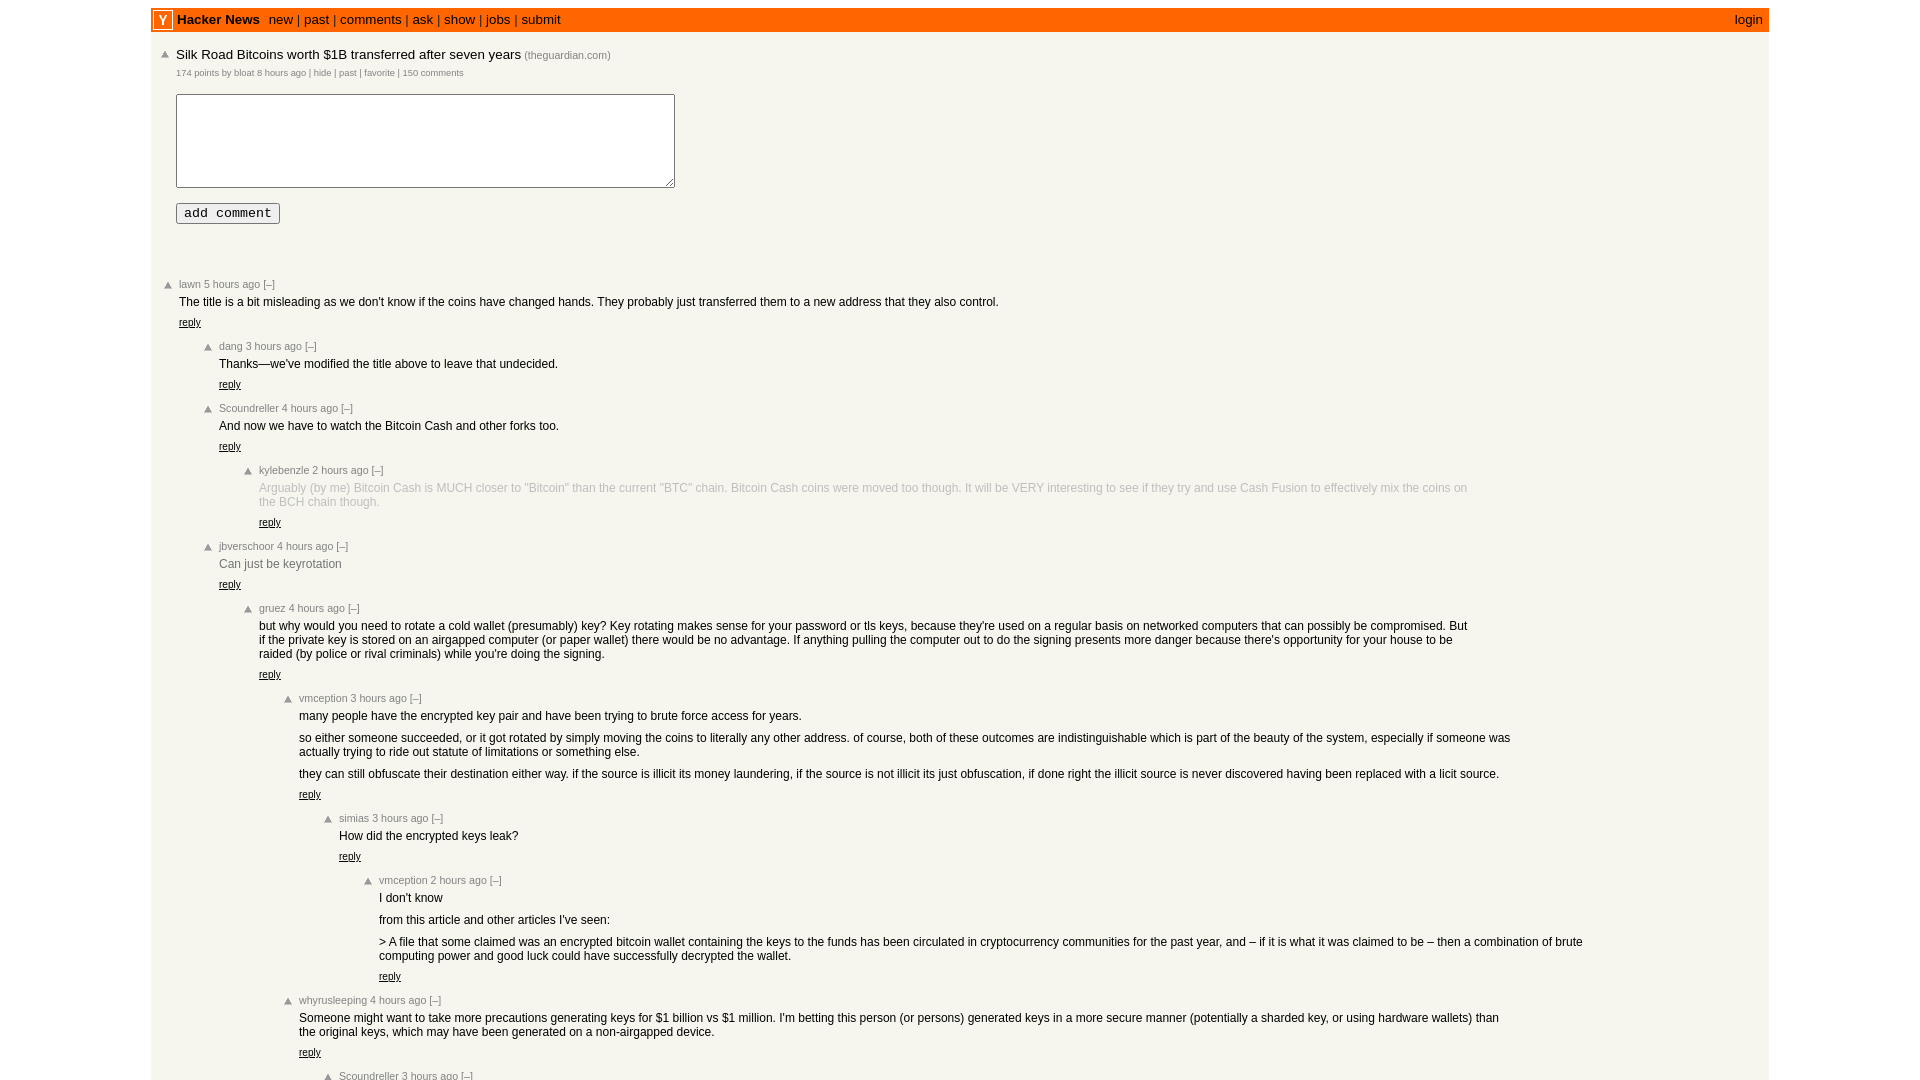 Y Hacker News new | past | comments | ask | show | jobs | submit login
Silk Road Bitcoins worth $1B transferred after seven years (theguardian.com)
174 points by bloat 8 hours ago | hide | past | favorite | 150 comments
add comment
lawn 5 hours ago [–]
The title is a bit misleading as we don't know if the coins have changed hands. They probably just transferred them to a new address that they also control.
reply
dang 3 hours ago [–]
Thanks—we've modified the title above to leave that undecided.
reply
Scoundreller 4 hours ago [–]
And now we have to watch the Bitcoin Cash and other forks too.
reply
kylebenzle 2 hours ago [–]
Arguably (by me) Bitcoin Cash is MUCH closer to "Bitcoin" than the current "BTC" chain. Bitcoin Cash coins were moved too though. It will be VERY interesting to see if they try and use Cash Fusion to effectively mix the coins on
the BCH chain though.
reply
jbverschoor 4 hours ago [–]
Can just be keyrotation
reply
gruez 4 hours ago [–]
but why would you need to rotate a cold wallet (presumably) key? Key rotating makes sense for your password or tls keys, because they're used on a regular basis on networked computers that can possibly be compromised. But
if the private key is stored on an airgapped computer (or paper wallet) there would be no advantage. If anything pulling the computer out to do the signing presents more danger because there's opportunity for your house to be
raided (by police or rival criminals) while you're doing the signing.
reply
vmception 3 hours ago [–]
many people have the encrypted key pair and have been trying to brute force access for years.
so either someone succeeded, or it got rotated by simply moving the coins to literally any other address. of course, both of these outcomes are indistinguishable which is part of the beauty of the system, especially if someone was
actually trying to ride out statute of limitations or something else.
they can still obfuscate their destination either way. if the source is illicit its money laundering, if the source is not illicit its just obfuscation, if done right the illicit source is never discovered having been replaced with a licit source.
reply
simias 3 hours ago [–]
How did the encrypted keys leak?
reply
vmception 2 hours ago [–]
I don't know
from this article and other articles I've seen:
> A file that some claimed was an encrypted bitcoin wallet containing the keys to the funds has been circulated in cryptocurrency communities for the past year, and – if it is what it was claimed to be – then a combination of brute
computing power and good luck could have successfully decrypted the wallet.
reply
whyrusleeping 4 hours ago [–]
Someone might want to take more precautions generating keys for $1 billion vs $1 million. I'm betting this person (or persons) generated keys in a more secure manner (potentially a sharded key, or using hardware wallets) than
the original keys, which may have been generated on a non-airgapped device.
reply
Scoundreller 3 hours ago [–]